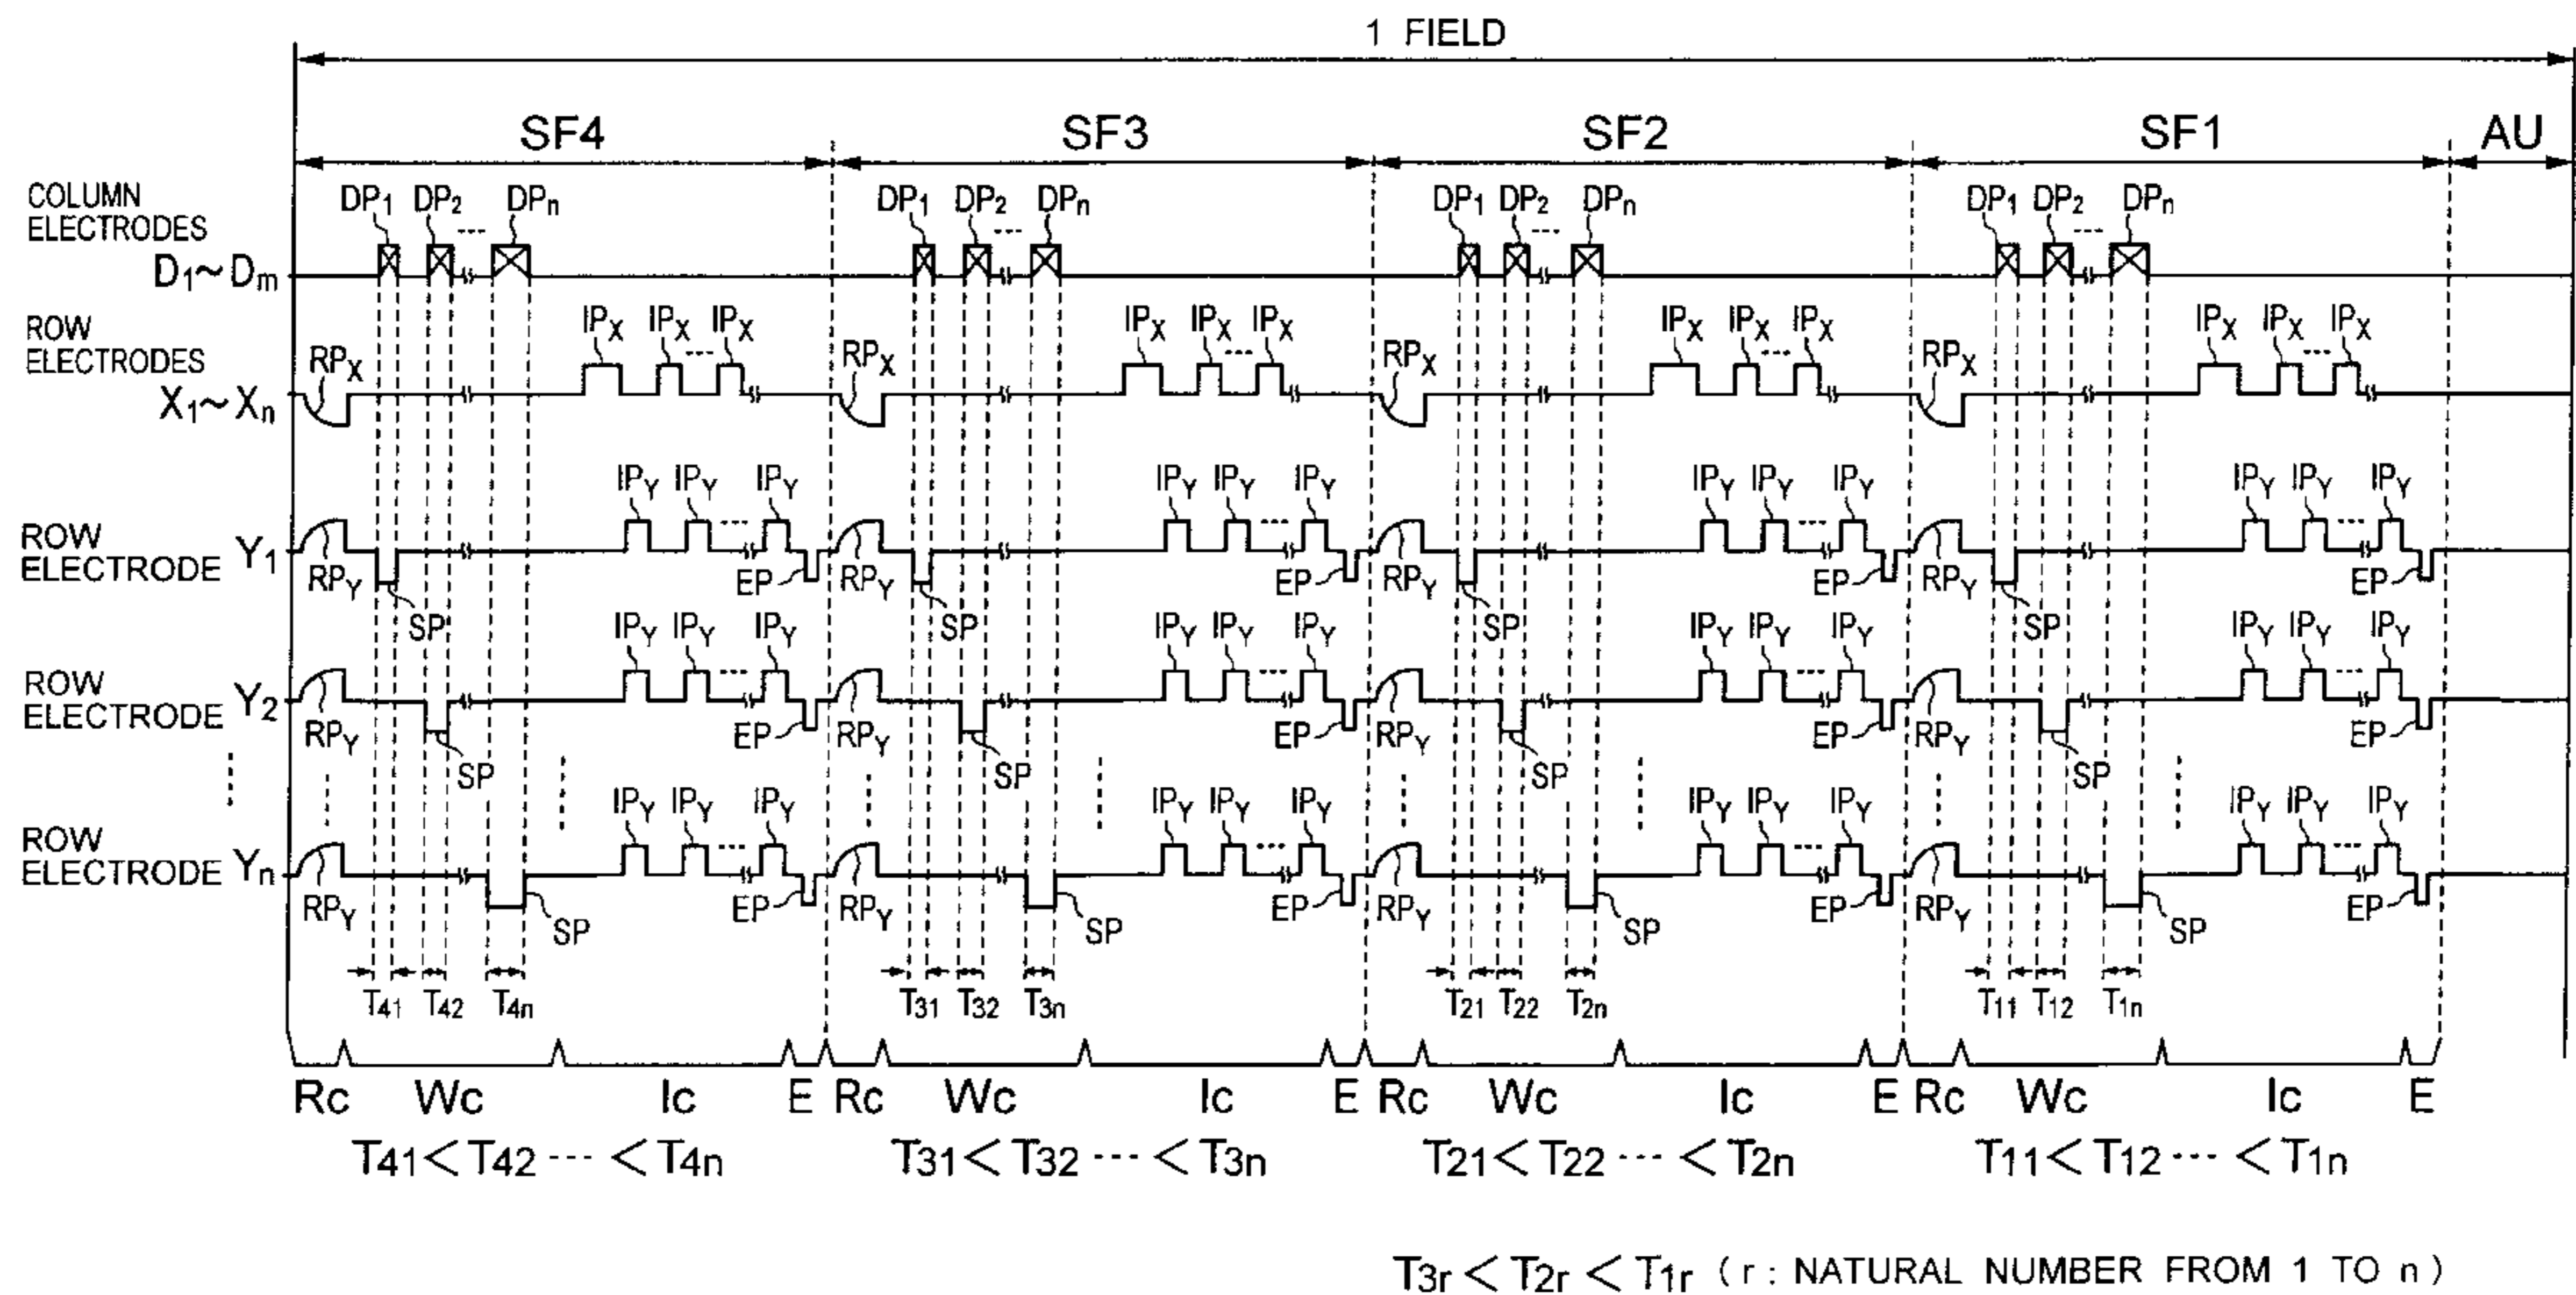 1 FIELD
SF4 SF3 SF2 SF1 AU
COLUMN ELECTRODES D1~Dm
DP1 DP2 ---- DPn DP1 DP2 ---- DPn DP1 DP2 ---- DPn DP1 DP2 ---- DPn
ROW ELECTRODES X1~Xn
RPX IPX IPX ---- IPX RPX IPX IPX ---- IPX RPX IPX IPX ---- IPX RPX IPX IPX ---- IPX
ROW ELECTRODE Y1
IPY IPY ---- IPY IPY IPY ---- IPY IPY IPY ---- IPY IPY IPY ---- IPY
RPY SP EP RPY SP EP RPY SP EP RPY SP EP
ROW ELECTRODE Y2
IPY IPY ---- IPY IPY IPY ---- IPY IPY IPY ---- IPY IPY IPY ---- IPY
RPY SP EP RPY SP EP RPY SP EP RPY SP EP
ROW ELECTRODE Yn
IPY IPY ---- IPY IPY IPY ---- IPY IPY IPY ---- IPY IPY IPY ---- IPY
RPY SP EP RPY SP EP RPY SP EP RPY SP EP
T41 T42 T4n T31 T32 T3n T21 T22 T2n T11 T12 T1n
Rc Wc Ic E Rc Wc Ic E Rc Wc Ic E Rc Wc Ic E
T41<T42 --- <T4n T31<T32 --- <T3n T21<T22 --- <T2n T11<T12 --- <T1n
T3r < T2r < T1r ( r : NATURAL NUMBER FROM 1 TO n )